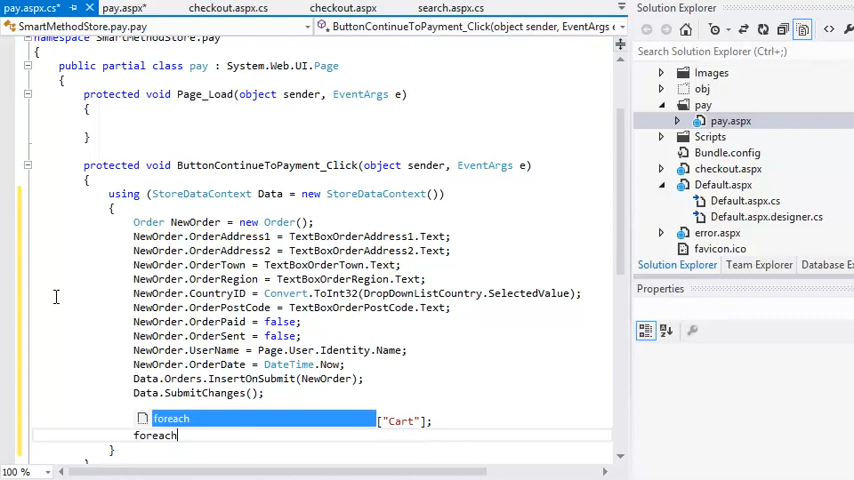 pay.aspx.cs* pay.aspx* checkout.aspx.cs checkout.aspx search.aspx.cs
SmartMethodStore.pay.pay ButtonContinueToPayment_Click(object sender, EventArgs e)
namespace SmartMethodStore.pay
{
public partial class pay : System.Web.UI.Page
{
protected void Page_Load(object sender, EventArgs e)
{
}
protected void ButtonContinueToPayment_Click(object sender, EventArgs e)
{
using (StoreDataContext Data = new StoreDataContext())
{
Order NewOrder = new Order();
NewOrder.OrderAddress1 = TextBoxOrderAddress1.Text;
NewOrder.OrderAddress2 = TextBoxOrderAddress2.Text;
NewOrder.OrderTown = TextBoxOrderTown.Text;
NewOrder.OrderRegion = TextBoxOrderRegion.Text;
NewOrder.CountryID = Convert.ToInt32(DropDownListCountry.SelectedValue);
NewOrder.OrderPostCode = TextBoxOrderPostCode.Text;
NewOrder.OrderPaid = false;
NewOrder.OrderSent = false;
NewOrder.UserName = Page.User.Identity.Name;
NewOrder.OrderDate = DateTime.Now;
Data.Orders.InsertOnSubmit(NewOrder);
Data.SubmitChanges();
foreach
["Cart"];
foreach
}
}
100 %
Solution Explorer
Search Solution Explorer (Ctrl+;)
Images
obj
pay
pay.aspx
Scripts
Bundle.config
checkout.aspx
Default.aspx
Default.aspx.cs
Default.aspx.designer.cs
error.aspx
favicon.ico
Solution Explorer Team Explorer Database Ex
Properties